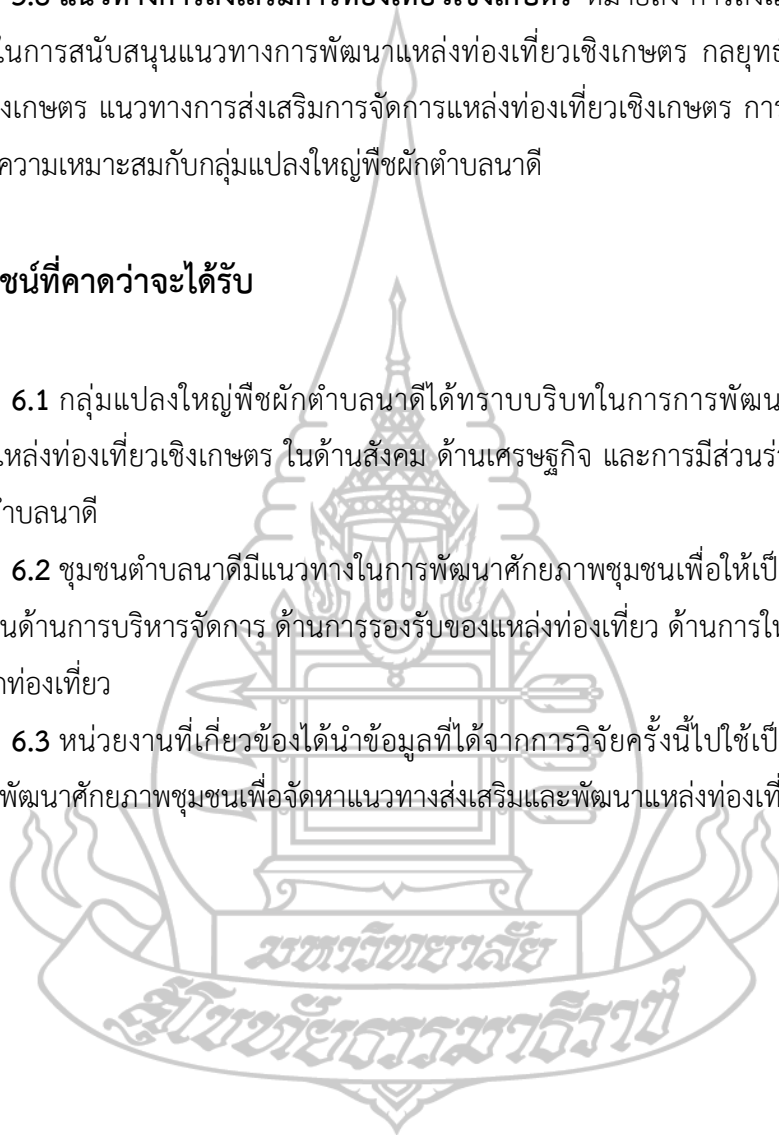 แนวทางการส่งเสริมการท่องเที่ยวเชิงเกษตร หมายถึง
ในการสนับสนุนแนวทางการพัฒนาแหล่งท่องเที่ยวเชิงเกษตร กลยุทธ
งเกษตร แนวทางการส่งเสริมการจัดการแหล่งท่องเที่ยวเชิงเกษตร กา
ความเหมาะสมกับกลุ่มแปลงใหญ่พืชผักตำบลนาดี
ชน์ที่คาดว่าจะได้รับ
6.1 กลุ่มแปลงใหญ่พืชผักตำบลนาดีได้ทราบบริบทในการการพัฒน
หล่งท่องเที่ยวเชิงเกษตร ในด้านสังคม ด้านเศรษฐกิจ และการมีส่วนร่
ำบลนาดี
6.2 ชุมชนตำบลนาดีมีแนวทางในการพัฒนาศักยภาพชุมชนเพื่อให้เป็
นด้านการบริหารจัดการ ด้านการรองรับของแหล่งท่องเที่ยว ด้านการให
ท่องเที่ยว
6.3 หน่วยงานที่เกี่ยวข้องได้นำข้อมูลที่ได้จากการวิจัยครั้งนี้ไปใช้เป็
พัฒนาศักยภาพชุมชนเพื่อจัดหาแนวทางส่งเสริมและพัฒนาแหล่งท่องเที่
มหาวิทยาลัย
สุโขทัยธรรมาธิราช